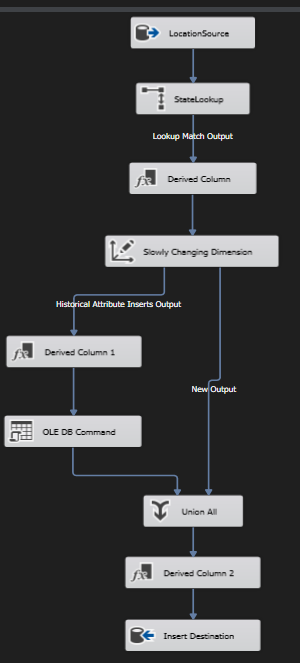 LocationSource
StateLookup
Lookup Match Output
Derived Column
Slowly Changing Dimension
Historical Attribute Inserts Output
Derived Column 1
New Output
OLE DB Command
Union All
Derived Column 2
Insert Destination